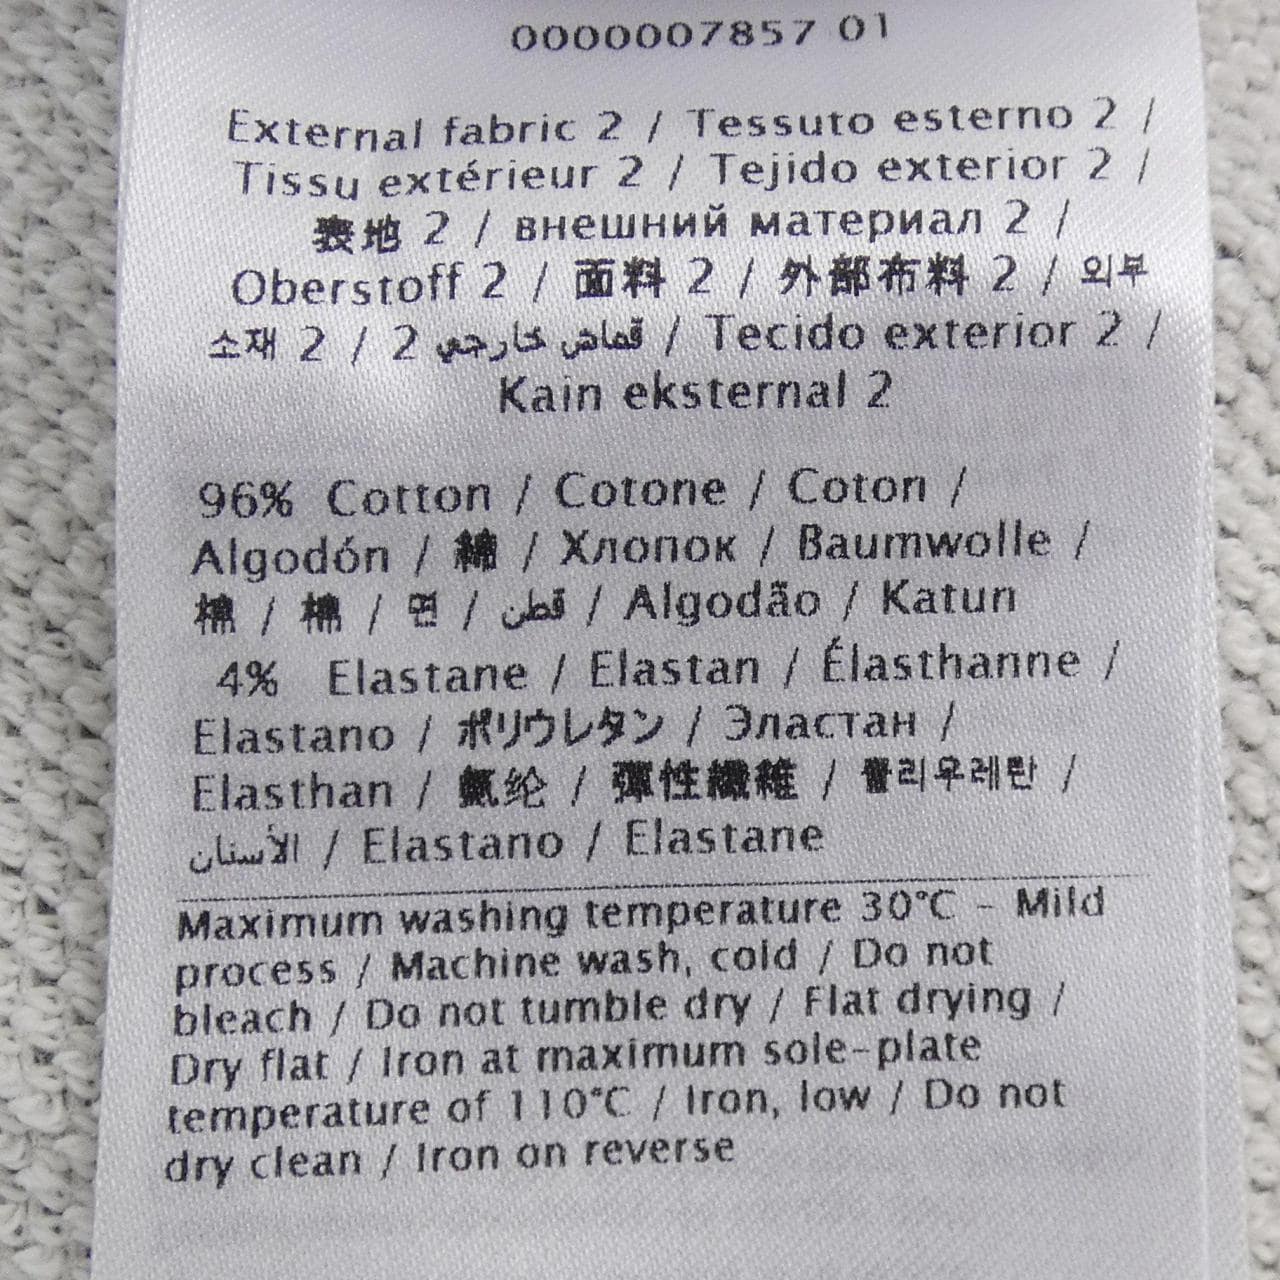 0000007857 01
External fabric 2 / Tessuto esterno 2 /
Tissu extérieur 2 / Tejido exterior 2 /
表地 2 / внешний материал 2 /
Oberstoff 2 / 面料 2 / 外部布料 2 / 외부
소재 2 / قماش خارجي 2 / Tecido exterior 2 /
Kain eksternal 2
96% Cotton / Cotone / Coton /
Algodón / 綿 / Хлопок / Baumwolle /
棉 / 棉 / 면 / قطن / Algodão / Katun
4% Elastane / Elastan / Élasthanne /
Elastano / ポリウレタン / Эластан /
Elasthan / 氨纶 / 彈性纖維 / 폴리우레탄 /
الأستان / Elastano / Elastane
Maximum washing temperature 30°C - Mild
process / Machine wash, cold / Do not
bleach / Do not tumble dry / Flat drying /
Dry flat / Iron at maximum sole-plate
temperature of 110°C / Iron, low / Do not
dry clean / Iron on reverse